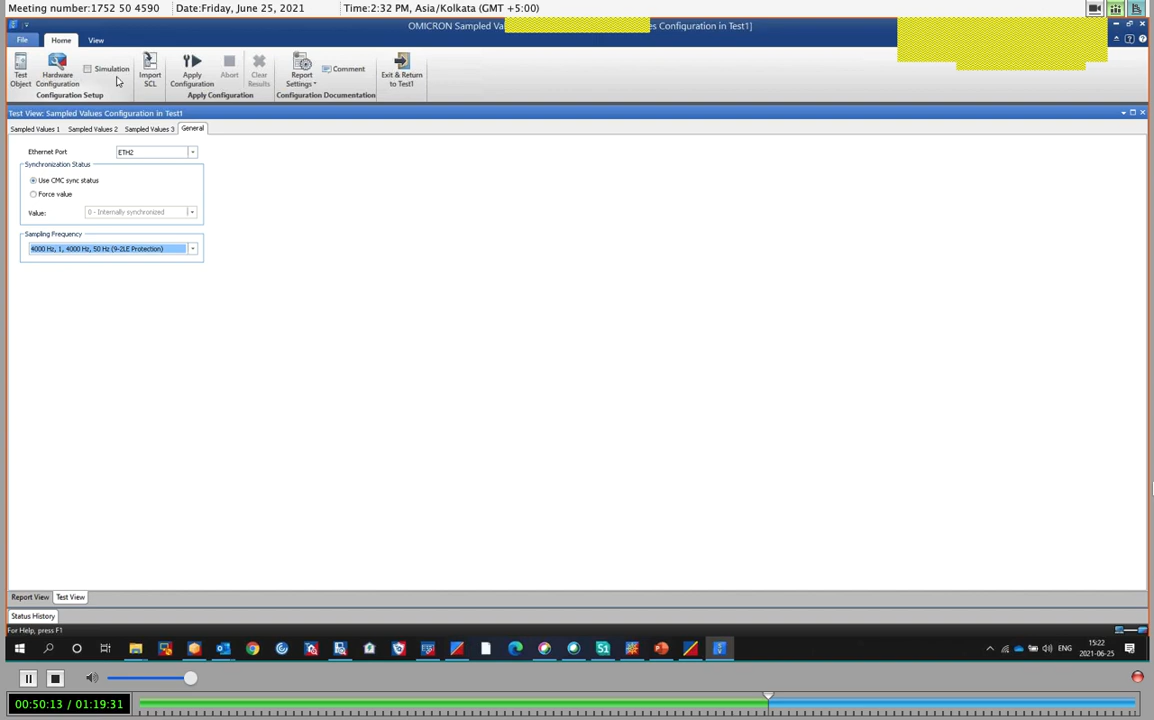 Meeting number:1752 50 4590 Date:Friday, June 25, 2021 Time:2:32 PM, Asia/Kolkata (GMT +5:00)
OMICRON Sampled Va es Configuration in Test1]
File Home View
Test Object
Hardware Configuration
Simulation
Import SCL
Apply Configuration
Abort
Clear Results
Report Settings
Comment
Exit & Return to Test1
Configuration Setup Apply Configuration Configuration Documentation
Test View: Sampled Values Configuration in Test1
Sampled Values 1 Sampled Values 2 Sampled Values 3 General
Ethernet Port ETH2
Synchronization Status
Use CMC sync status
Force value
Value: 0 - Internally synchronized
Sampling Frequency
4000 Hz, 1, 4000 Hz, 50 Hz (9-2LE Protection)
Report View Test View
Status History
For Help, press F1
ENG
15:22
2021-06-25
00:50:13 / 01:19:31